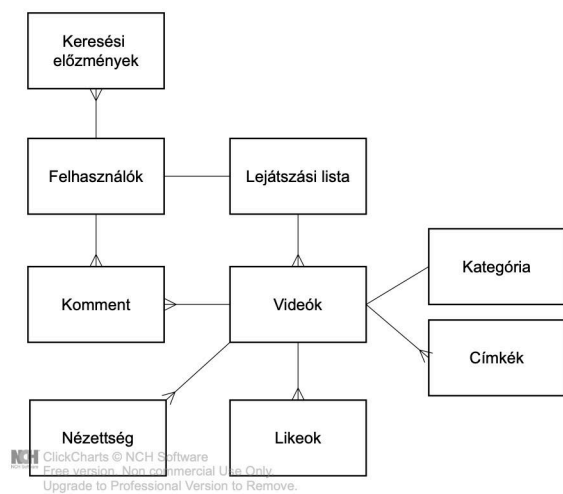 Keresési
előzmények
Felhasználók
Lejátszási lista
Kategória
Komment
Videók
Címkék
Nézettség
Likeok
NCH ClickCharts © NCH Software
Free version. Non commercial Use Only.
Upgrade to Professional Version to Remove.